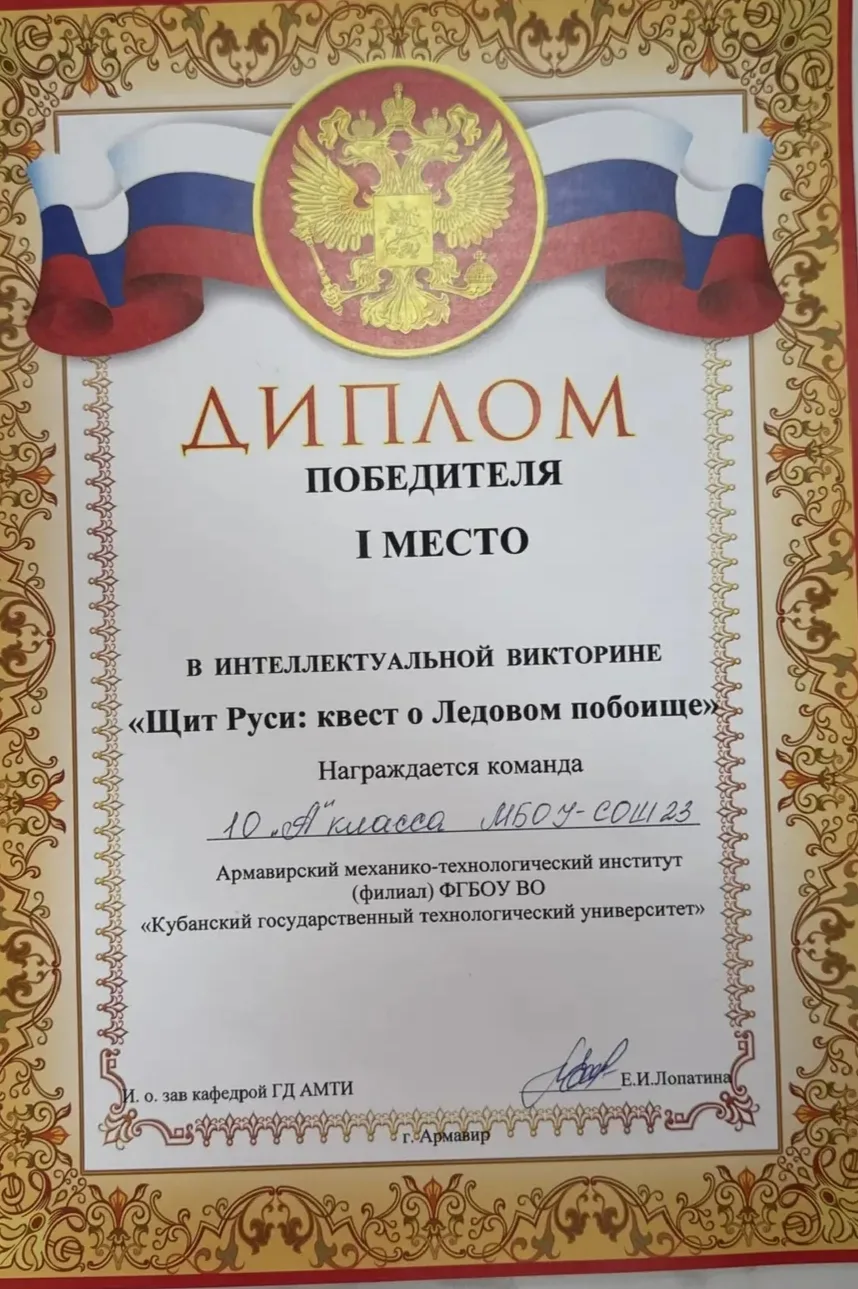 ДИПЛОМ
ПОБЕДИТЕЛЯ
I МЕСТО
В ИНТЕЛЛЕКТУАЛЬНОЙ ВИКТОРИНЕ
«Щит Руси: квест о Ледовом побоище»
Награждается команда
10 „А" класса МБОУ-СОШ 23
Армавирский механико-технологический институт
(филиал) ФГБОУ ВО
«Кубанский государственный технологический университет»
И. о. зав кафедрой ГД АМТИ Е.И.Лопатина
г. Армавир